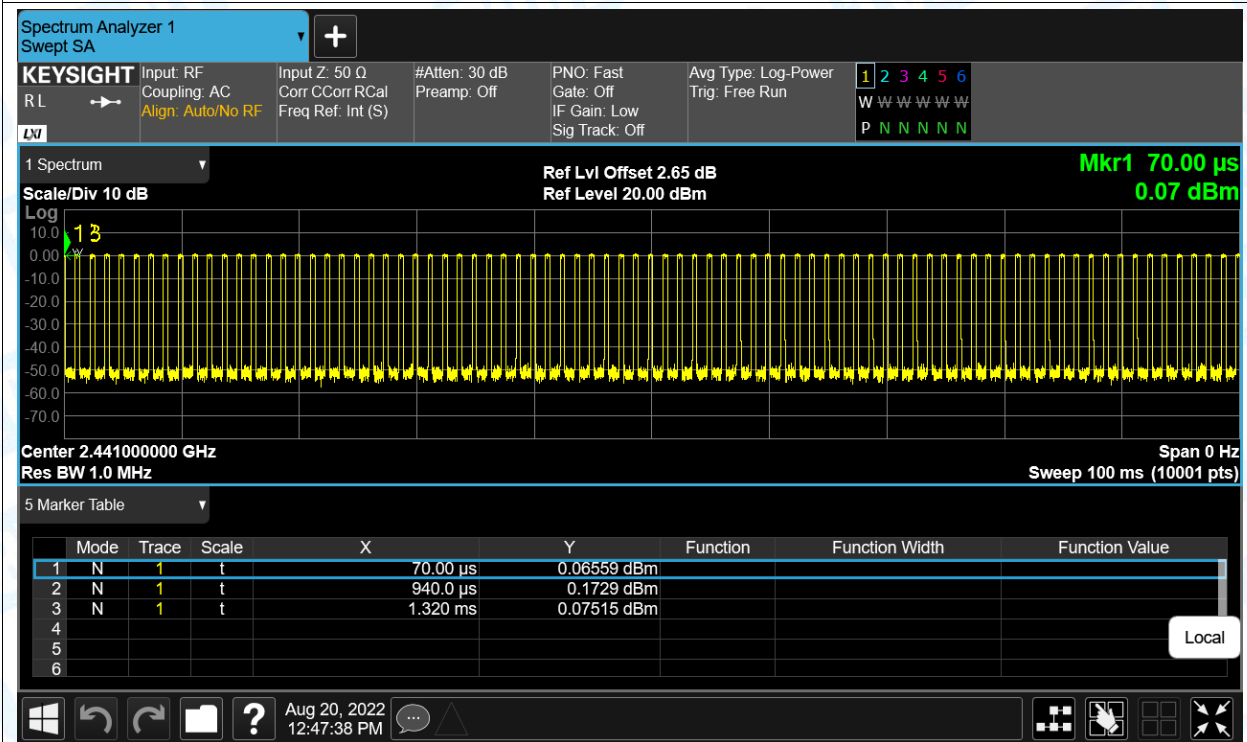 Spectrum Analyzer 1
Swept SA
KEYSIGHT Input: RF Input Z: 50 Ω #Atten: 30 dB PNO: Fast Avg Type: Log-Power 1 2 3 4 5 6
R L Coupling: AC Corr CCorr RCal Preamp: Off Gate: Off Trig: Free Run
Align: Auto/No RF Freq Ref: Int (S) IF Gain: Low W W W W W W
LXI Sig Track: Off P N N N N N
1 Spectrum Ref Lvl Offset 2.65 dB Mkr1 70.00 µs
Scale/Div 10 dB Ref Level 20.00 dBm 0.07 dBm
Log
10.0
0.00
-10.0
-20.0
-30.0
-40.0
-50.0
-60.0
-70.0
Center 2.441000000 GHz Span 0 Hz
Res BW 1.0 MHz Sweep 100 ms (10001 pts)
5 Marker Table
Mode Trace Scale X Y Function Function Width Function Value
1 N 1 t 70.00 µs 0.06559 dBm
2 N 1 t 940.0 µs 0.1729 dBm
3 N 1 t 1.320 ms 0.07515 dBm
4
5
6
Local
? Aug 20, 2022
12:47:38 PM